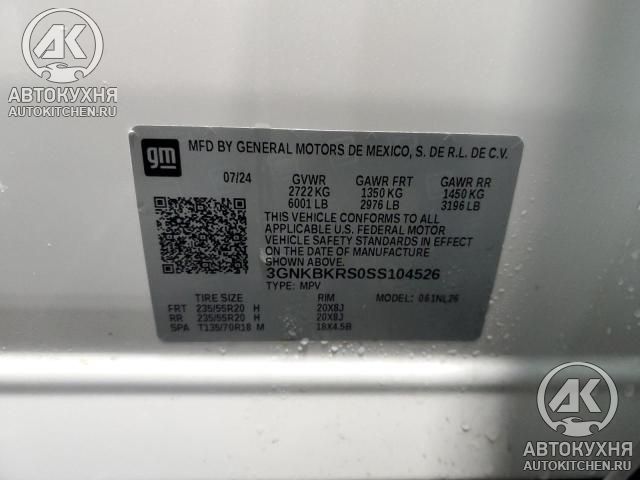 AK
АВТОКУХНЯ
AUTOKITCHEN.RU
gm
MFD BY GENERAL MOTORS DE MEXICO, S. DE R.L. DE C.V.
07/24 GVWR GAWR FRT GAWR RR
2722 KG 1350 KG 1450 KG
6001 LB 2976 LB 3196 LB
THIS VEHICLE CONFORMS TO ALL
APPLICABLE U.S. FEDERAL MOTOR
VEHICLE SAFETY STANDARDS IN EFFECT
ON THE DATE OF MANUFACTURE
SHOWN ABOVE.
3GNKBKRS0SS104526
TYPE: MPV
TIRE SIZE RIM MODEL: 061NL26
FRT 235/55R20 H 20X8J
RR 235/55R20 H 20X8J
SPA T135/70R18 M 18X4.5B
AK
АВТОКУХНЯ
AUTOKITCHEN.RU